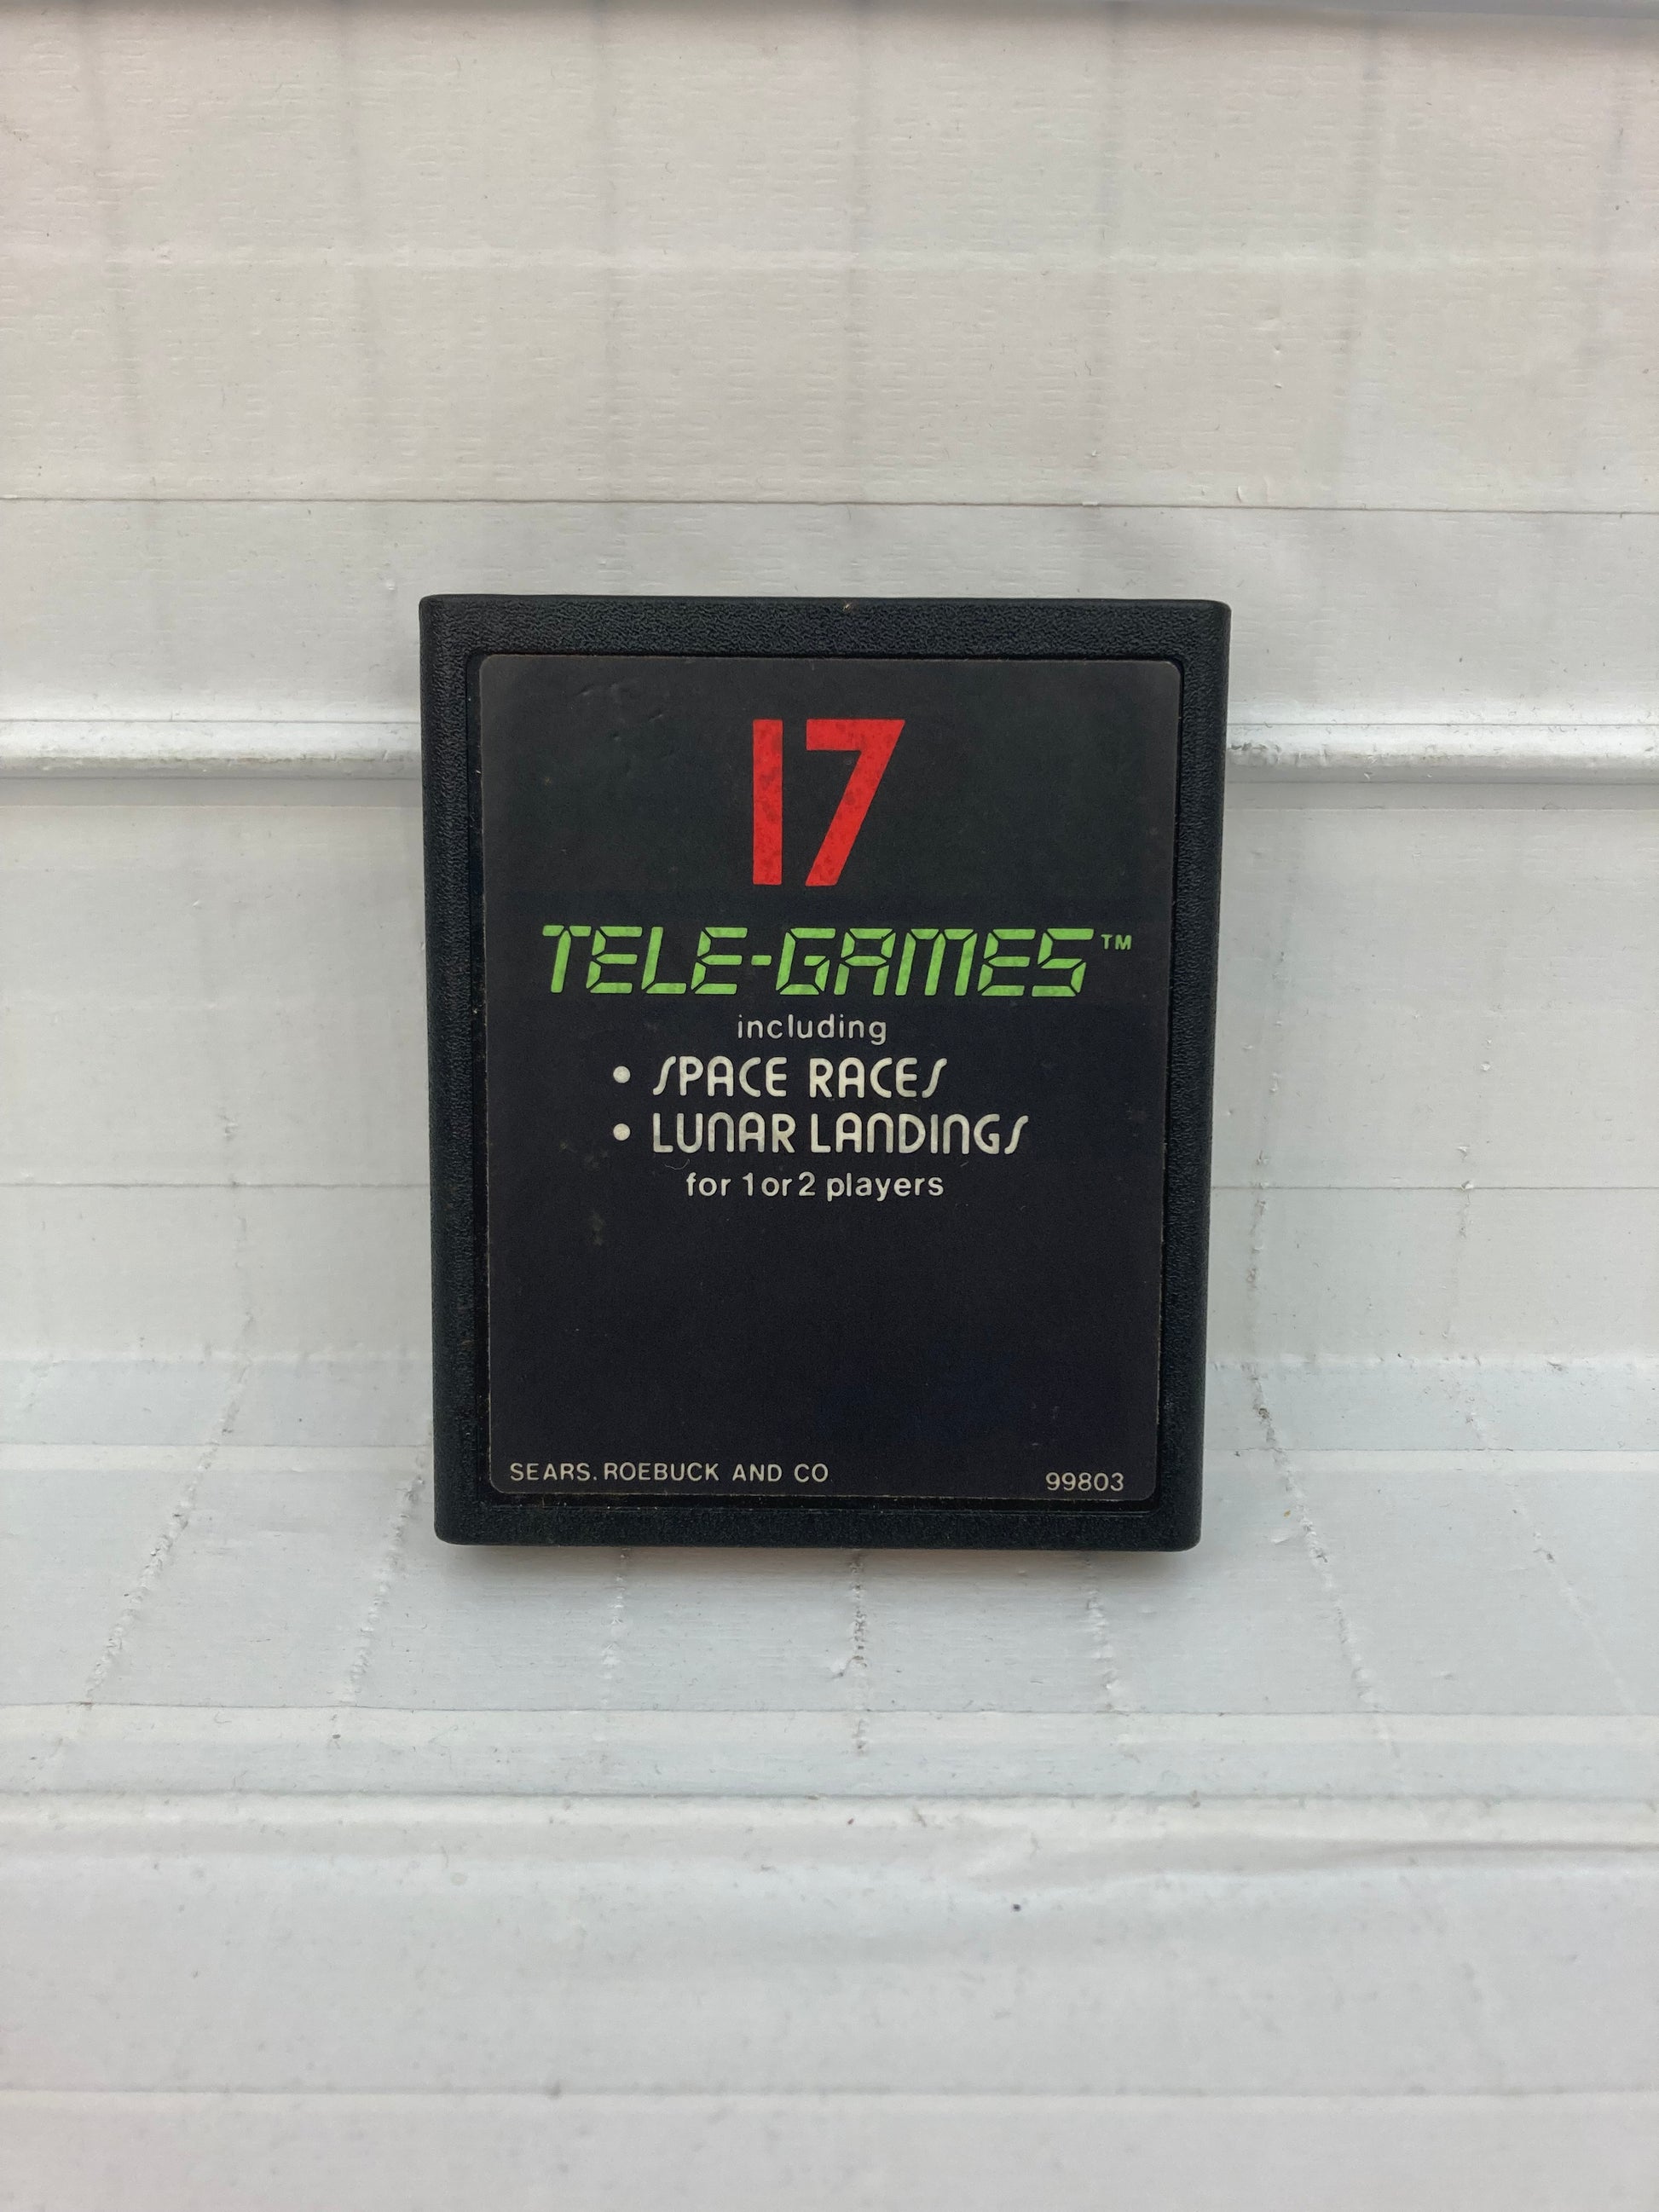 17
TELE-GAMES™
including
• SPACE RACES
• LUNAR LANDINGS
for 1 or 2 players
SEARS, ROEBUCK AND CO
99803